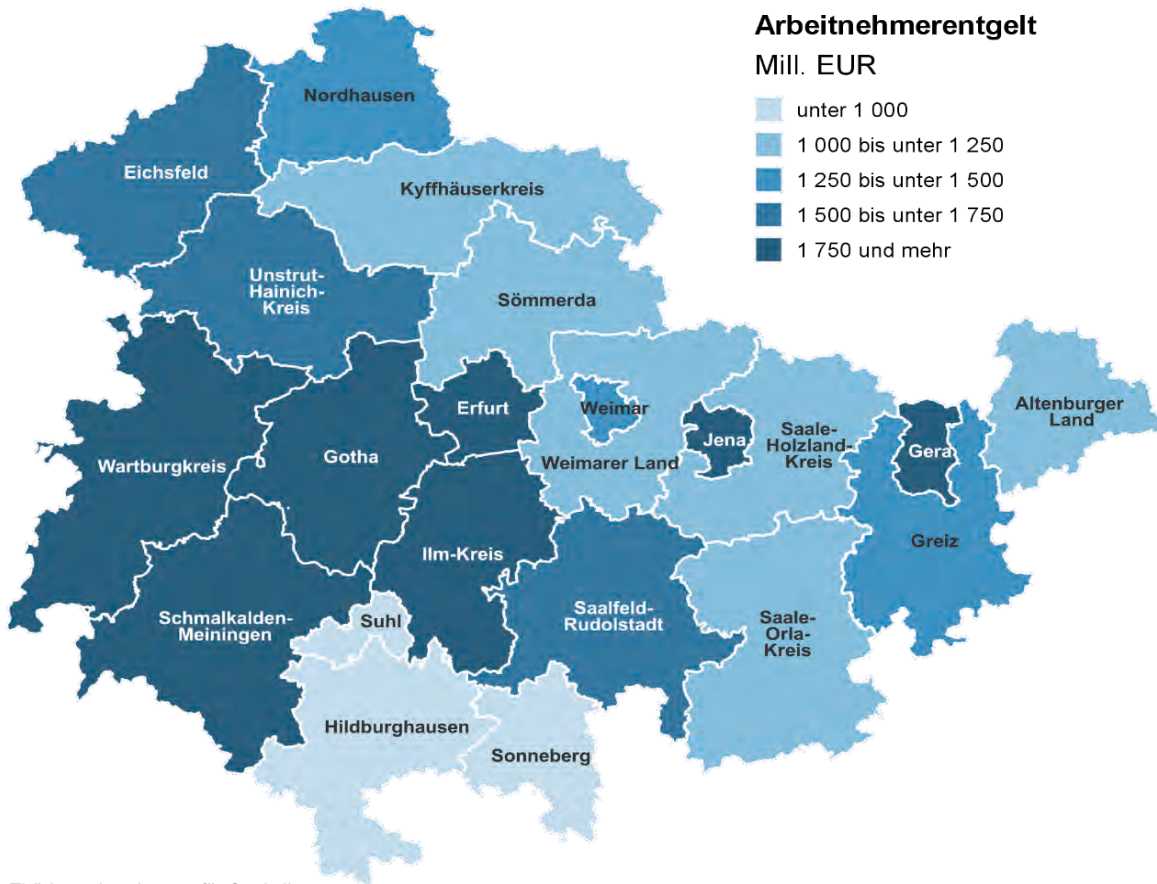 Arbeitnehmerentgelt
Mill. EUR
unter 1 000
1 000 bis unter 1 250
1 250 bis unter 1 500
1 500 bis unter 1 750
1 750 und mehr
Nordhausen
Eichsfeld
Kyffhäuserkreis
Unstrut-
Hainich-
Kreis
Sömmerda
Erfurt
Weimar
Altenburger
Land
Wartburgkreis
Gotha
Weimarer Land
Jena
Saale-
Holzland-
Kreis
Gera
Ilm-Kreis
Greiz
Schmalkalden-
Meiningen
Suhl
Saalfeld-
Rudolstadt
Saale-
Orla-
Kreis
Hildburghausen
Sonneberg